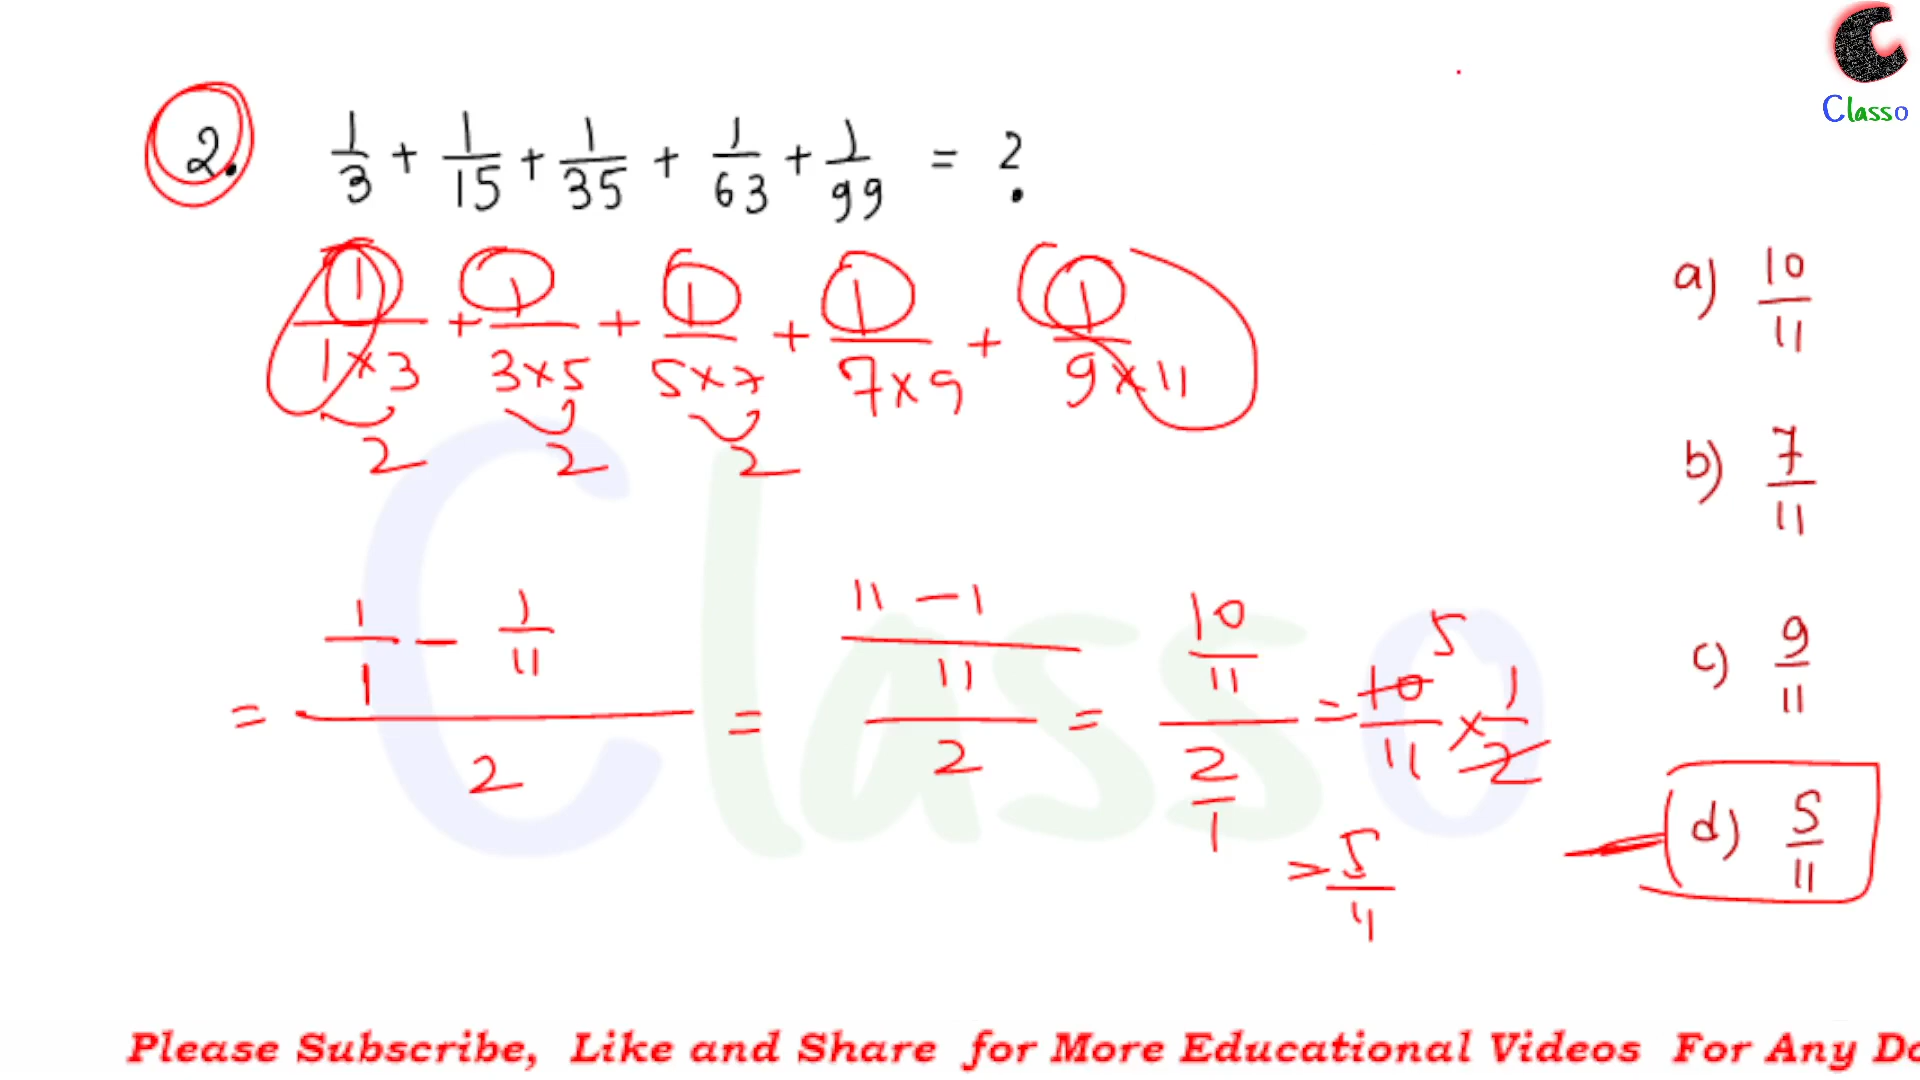 Classo
2. 1/3 + 1/15 + 1/35 + 1/63 + 1/99 = ?
1/(1×3) + 1/(3×5) + 1/(5×7) + 1/(7×9) + 1/(9×11)
2 2 2
= (1/1 - 1/11)/2 = ((11-1)/11)/2 = (10/11)/(2/1) = 10/11 × 1/2
5
= 5/11
a) 10/11
b) 7/11
c) 9/11
d) 5/11
Classo
Please Subscribe, Like and Share for More Educational Videos For Any Do